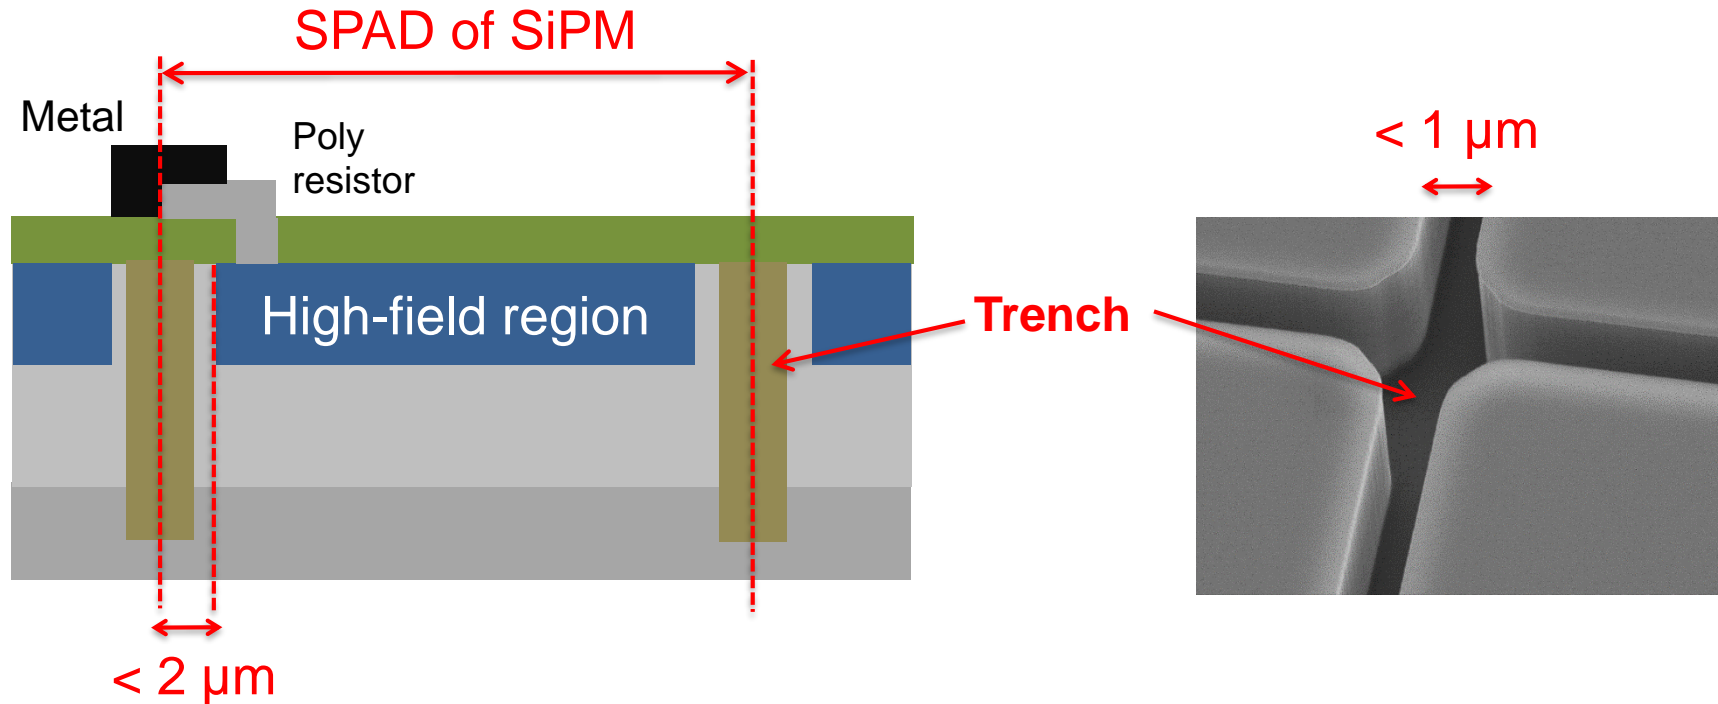 SPAD of SiPM
Metal
Poly
resistor
< 1 µm
High-field region
Trench
< 2 µm